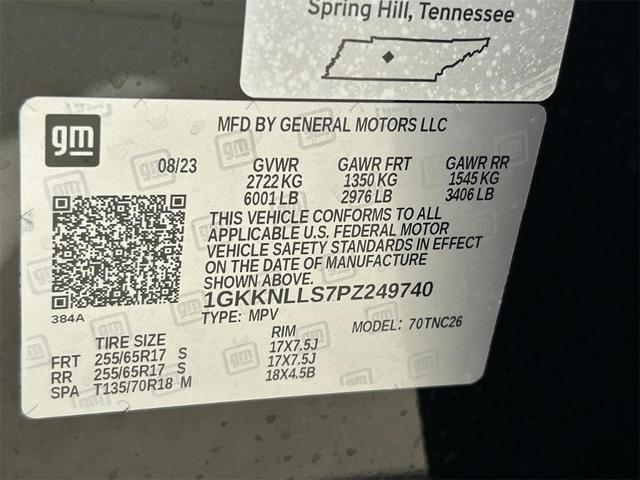 Spring Hill, Tennessee
gm
MFD BY GENERAL MOTORS LLC
08/23 GVWR GAWR FRT GAWR RR
2722 KG 1350 KG 1545 KG
6001 LB 2976 LB 3406 LB
THIS VEHICLE CONFORMS TO ALL
APPLICABLE U.S. FEDERAL MOTOR
VEHICLE SAFETY STANDARDS IN EFFECT
ON THE DATE OF MANUFACTURE
SHOWN ABOVE.
1GKKNLLS7PZ249740
384A
TYPE: MPV MODEL: 70TNC26
TIRE SIZE RIM
FRT 255/65R17 S 17X7.5J
RR 255/65R17 S 17X7.5J
SPA T135/70R18 M 18X4.5B